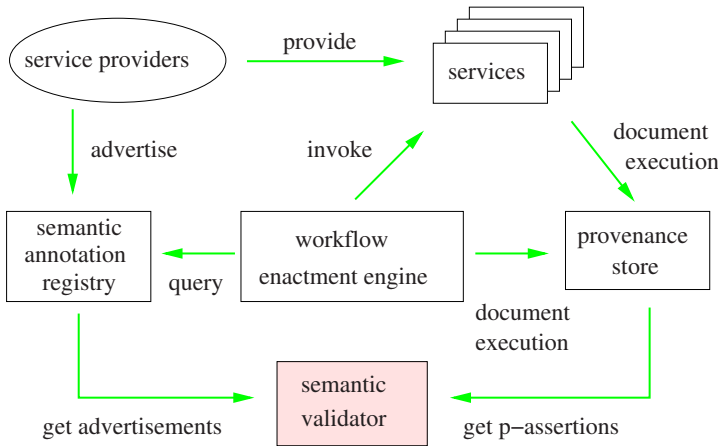 service providers
provide
services
advertise
invoke
document
execution
semantic
annotation
registry
workflow
enactment engine
provenance
store
query
document
execution
semantic
validator
get advertisements
get p−assertions